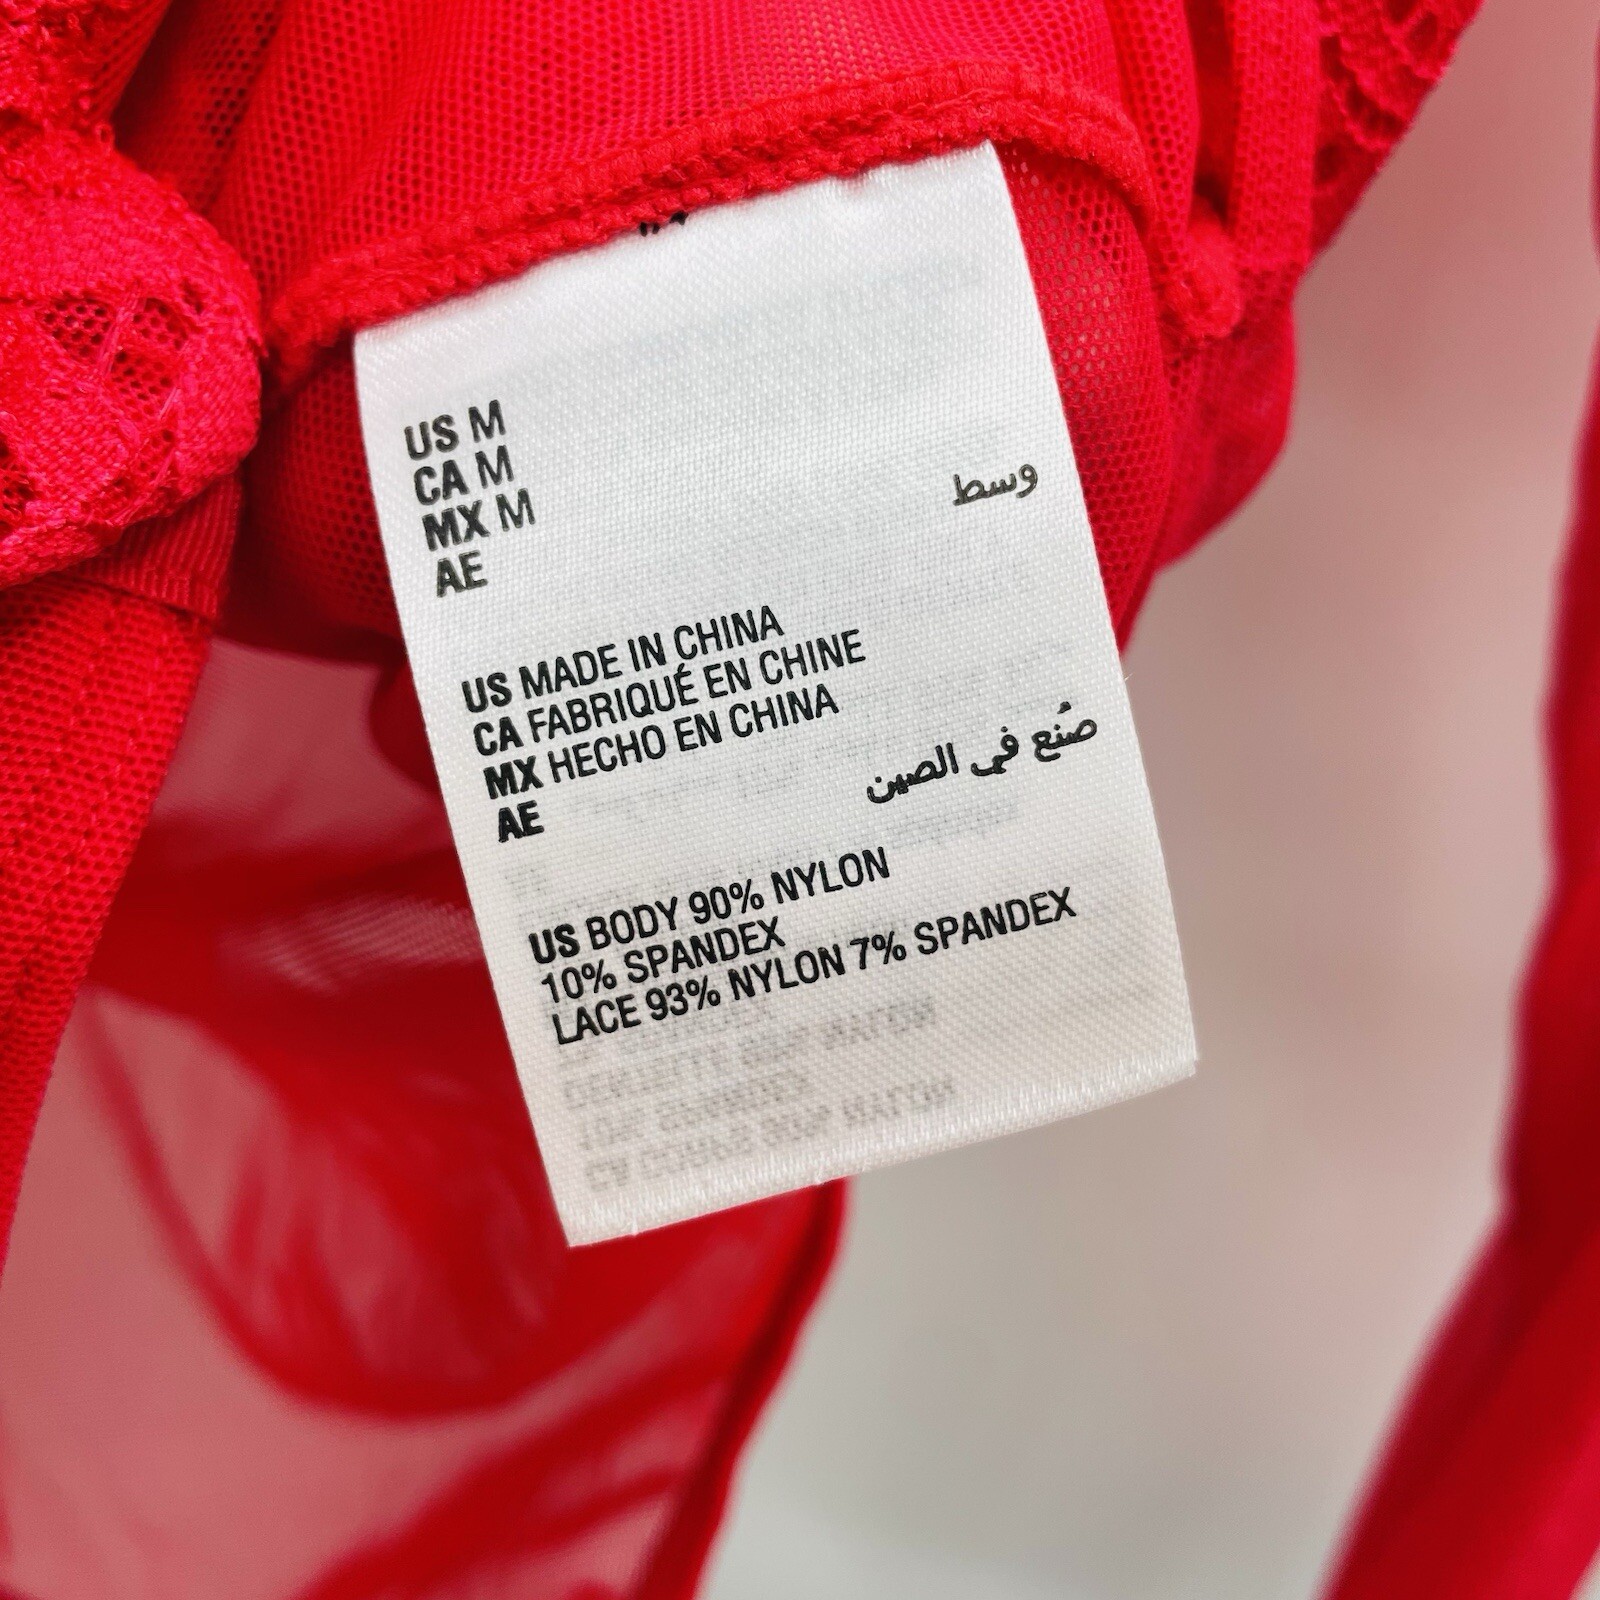 US M
CA M
MX M
AE وسط
US MADE IN CHINA
CA FABRIQUÉ EN CHINE
MX HECHO EN CHINA
AE صُنع في الصين
US BODY 90% NYLON
10% SPANDEX
LACE 93% NYLON 7% SPANDEX